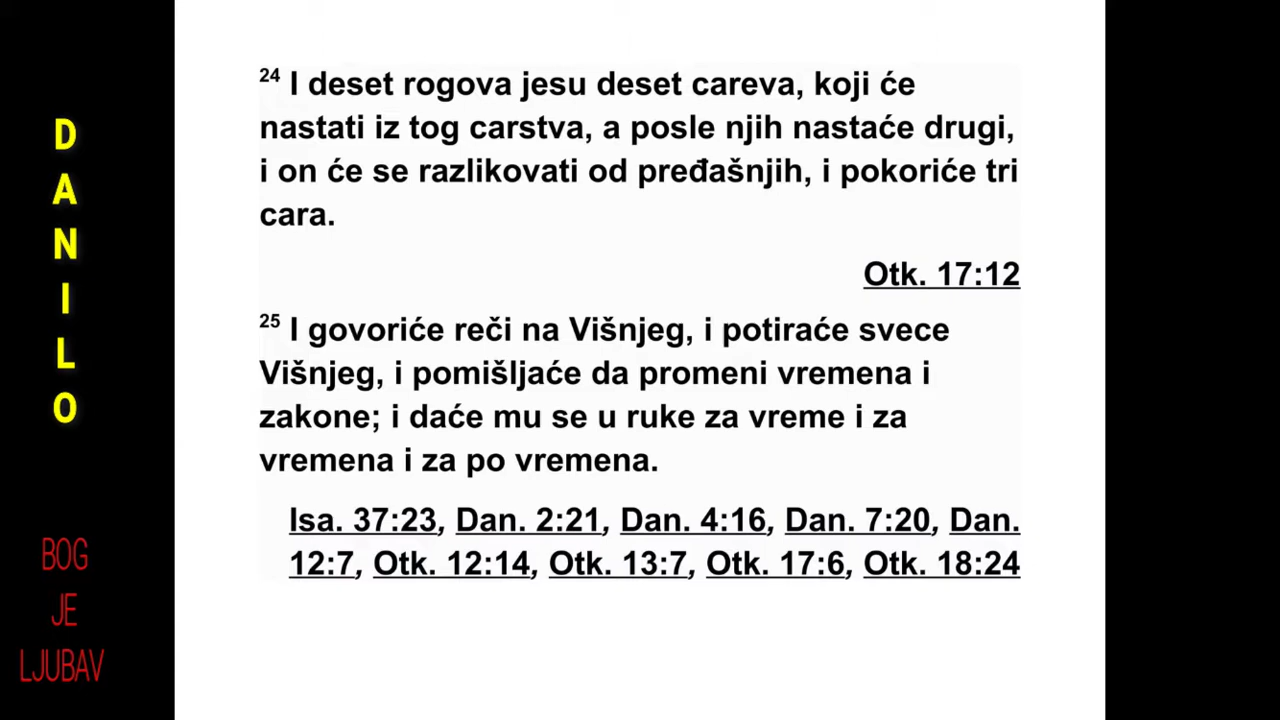 D
A
N
I
L
O
BOG
JE
LJUBAV
24 I deset rogova jesu deset careva, koji će
nastati iz tog carstva, a posle njih nastaće drugi,
i on će se razlikovati od pređašnjih, i pokoriće tri
cara.
Otk. 17:12
25 I govoriće reči na Višnjeg, i potiraće svece
Višnjeg, i pomišljaće da promeni vremena i
zakone; i daće mu se u ruke za vreme i za
vremena i za po vremena.
Isa. 37:23, Dan. 2:21, Dan. 4:16, Dan. 7:20, Dan.
12:7, Otk. 12:14, Otk. 13:7, Otk. 17:6, Otk. 18:24